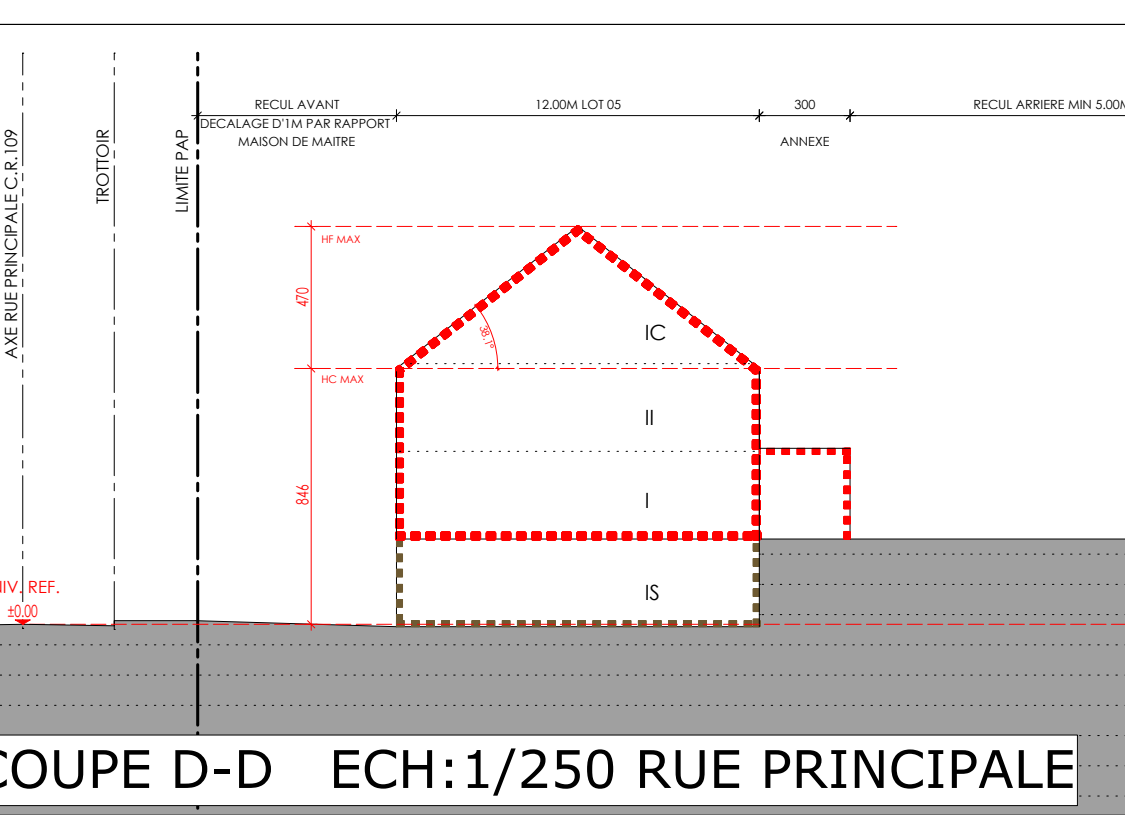 RECUL AVANT
12.00M LOT 05
300
RECUL ARRIERE MIN 5.00M
DECALAGE D'1M PAR RAPPORT
MAISON DE MAITRE
ANNEXE
AXE RUE PRINCIPALE C.R.109
TROTTOIR
LIMITE PAP
HF MAX
470
38.1°
IC
HC MAX
II
846
I
IS
NIV. REF.
±0.00
COUPE D-D ECH:1/250 RUE PRINCIPALE